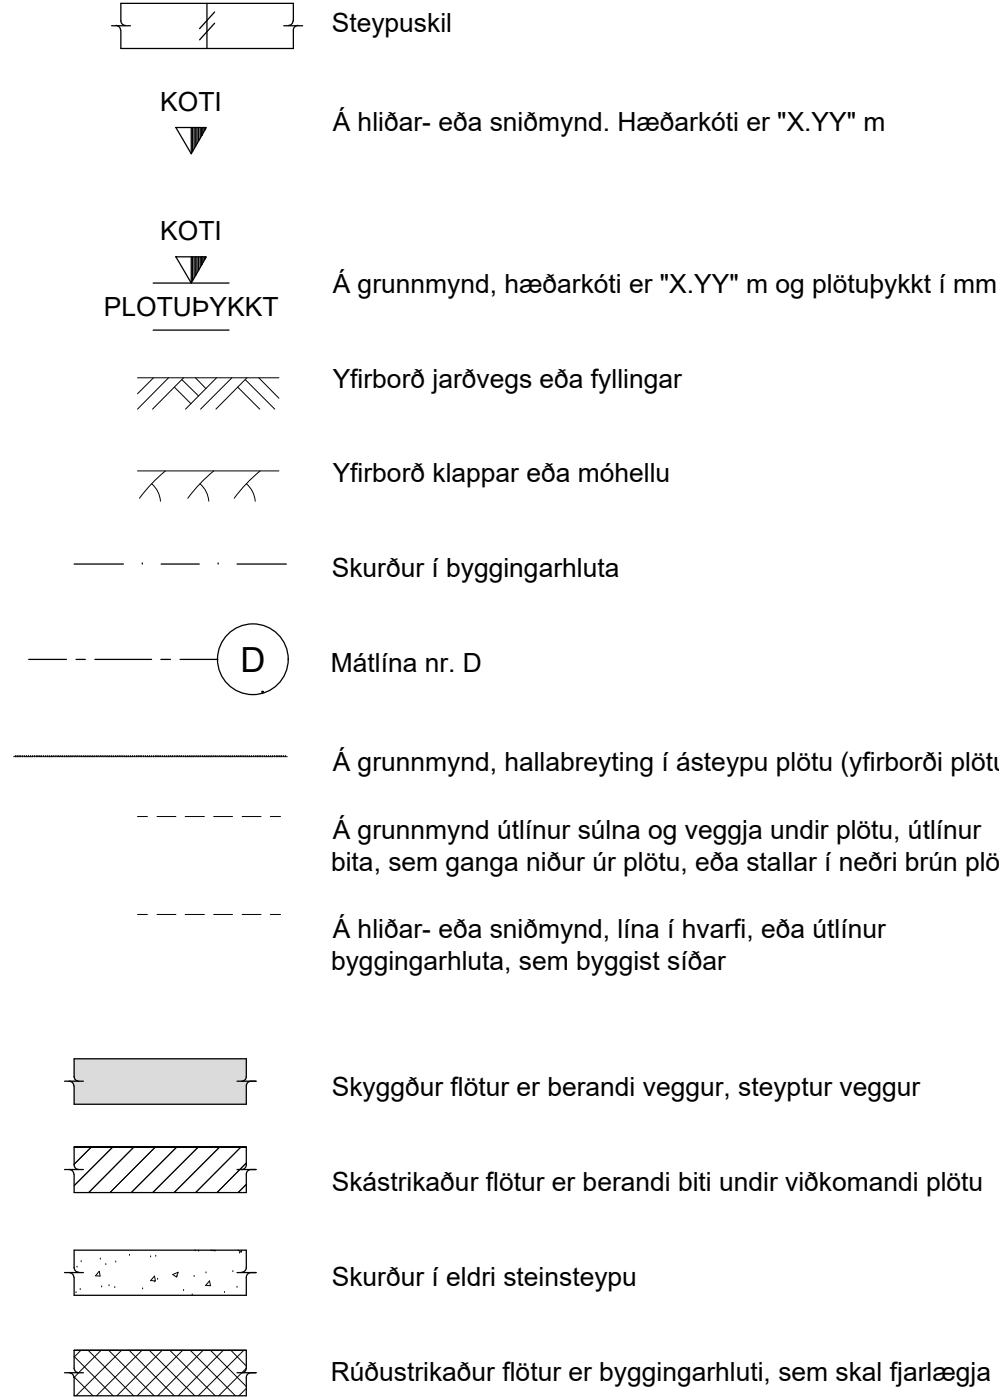 Steypuskil
KOTI
Á hliðar- eða sniðmynd. Hæðarkóti er "X.YY" m
KOTI
PLOTUÞYKKT
Á grunnmynd, hæðarkóti er "X.YY" m og plötuþykkt í mm
Yfirborð jarðvegs eða fyllingar
Yfirborð klappar eða móhellu
Skurður í byggingarhluta
D
Mátlína nr. D
Á grunnmynd, hallabreyting í ásteypu plötu (yfirborði
Á grunnmynd útlínur súlna og veggja undir plötu, útlínur
bita, sem ganga niður úr plötu, eða stallar í neðri brún
Á hliðar- eða sniðmynd, lína í hvarfi, eða útlínur
byggingarhluta, sem byggist síðar
Skyggður flötur er berandi veggur, steyptur veggur
Skástrikaður flötur er berandi biti undir viðkomandi plötu
Skurður í eldri steinsteypu
Rúðustrikaður flötur er byggingarhluti, sem skal fjarlægja